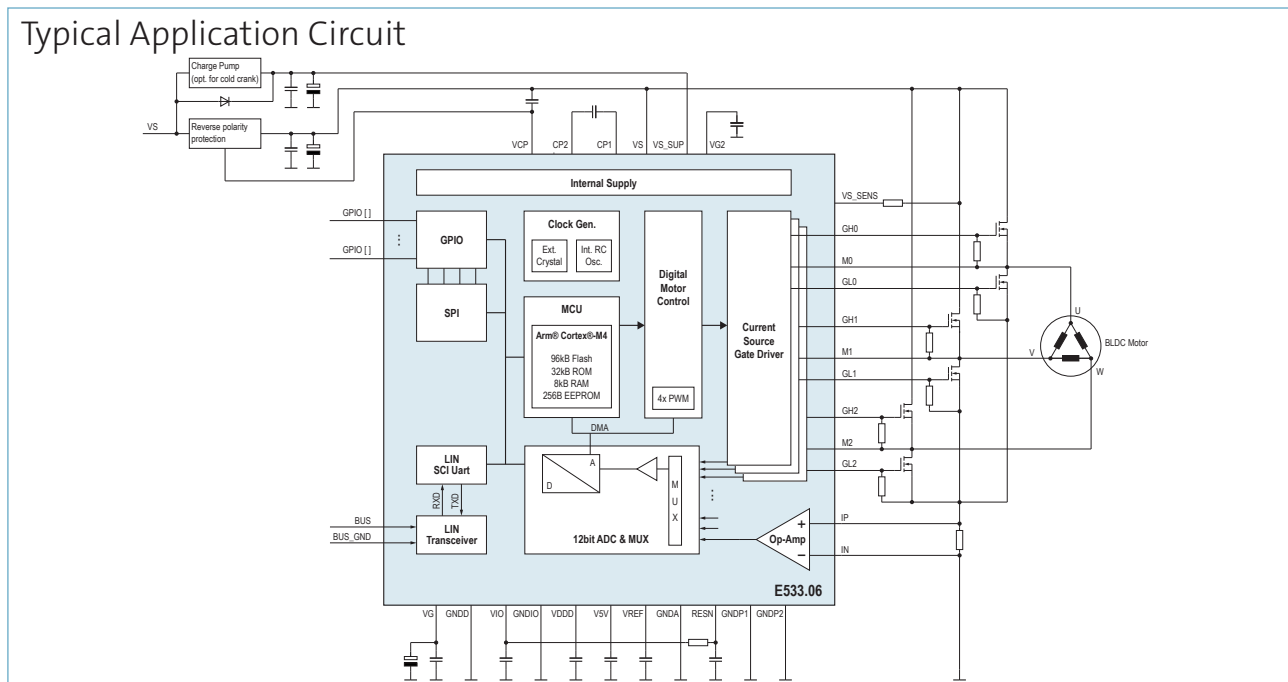 Typical Application Circuit
Charge Pump
(opt. for cold crank)
VS
Reverse polarity
protection
VCP
CP2
CP1
VS
VS_SUP
VG2
Internal Supply
VS_SENS
GPIO [ ]
⋮
GPIO [ ]
GPIO
SPI
Clock Gen.
Ext.
Crystal
Int. RC
Osc.
MCU
Arm® Cortex®-M4
96kB Flash
32kB ROM
8kB RAM
256B EEPROM
Digital
Motor
Control
4x PWM
Current
Source
Gate Driver
GH0
M0
GL0
GH1
M1
GL1
GH2
M2
GL2
U
V
W
BLDC Motor
DMA
LIN
SCI Uart
RXD
TXD
LIN
Transceiver
BUS
BUS_GND
A
D
M
U
X
⋮
12bit ADC & MUX
+
Op-Amp
−
IP
IN
E533.06
VG
GNDD
VIO
GNDIO
VDDD
V5V
VREF
GNDA
RESN
GNDP1
GNDP2